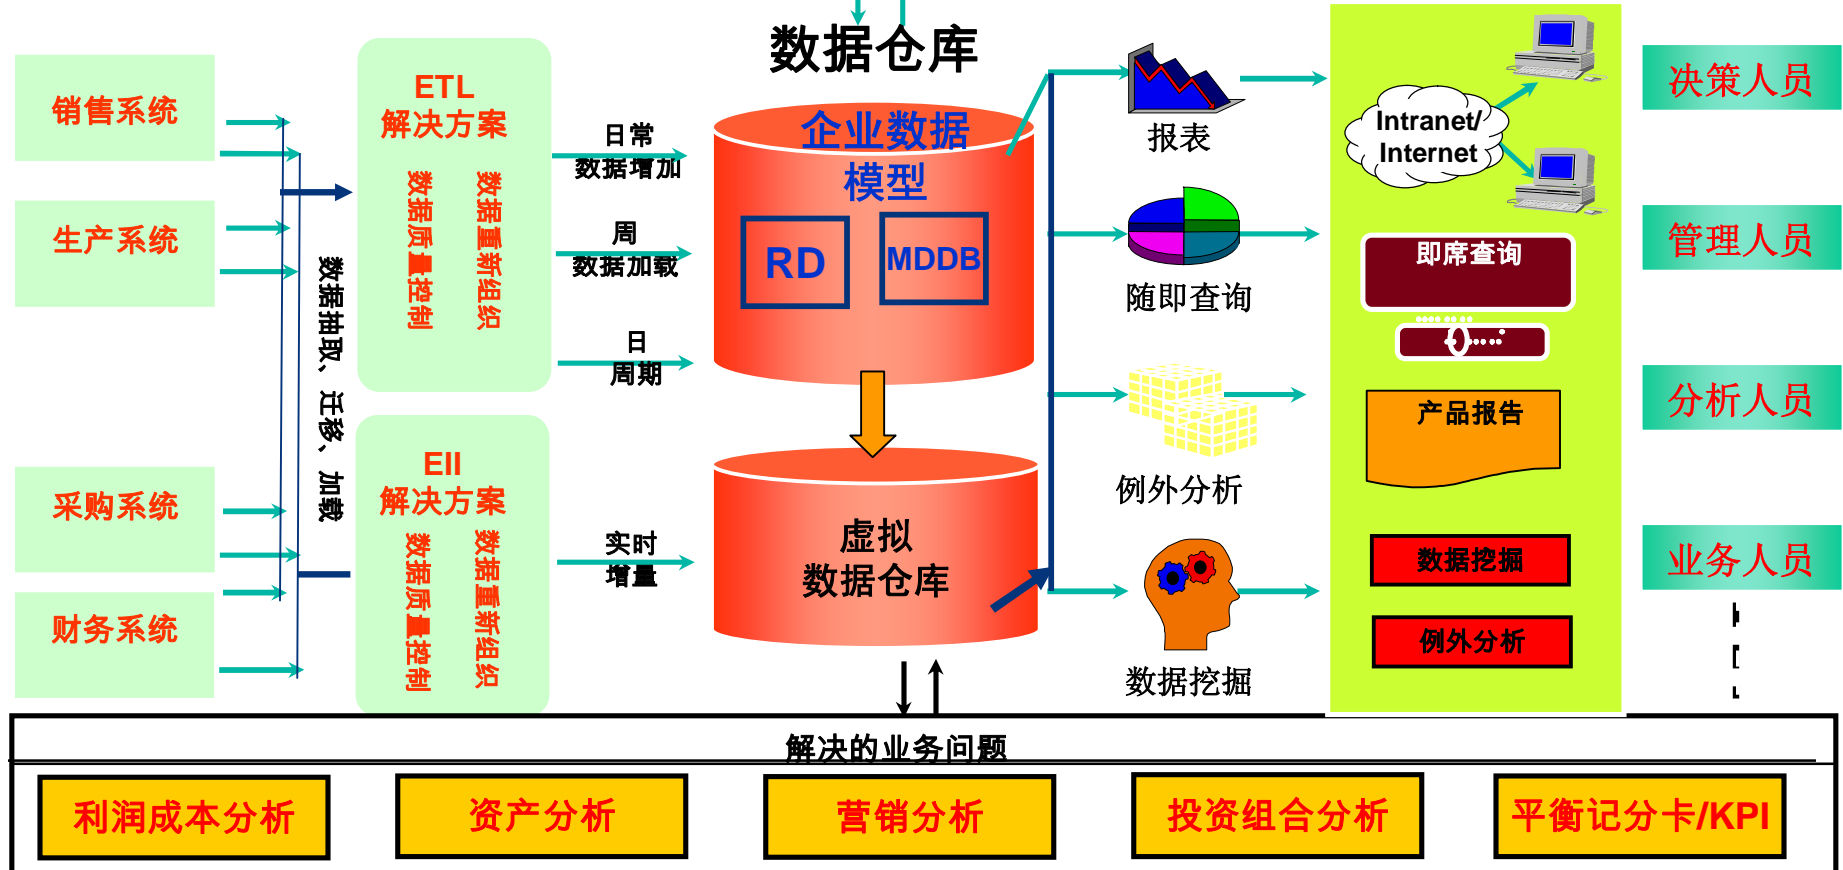 数据仓库
销售系统
生产系统
采购系统
财务系统
数据抽取、迁移、加载
ETL
解决方案
数据质量控制
数据重新组织
EII
解决方案
数据质量控制
数据重新组织
日常
数据增加
周
数据加载
日
周期
实时
增量
企业数据
模型
RD
MDDB
虚拟
数据仓库
报表
随即查询
例外分析
数据挖掘
Intranet/
Internet
即席查询
产品报告
数据挖掘
例外分析
决策人员
管理人员
分析人员
业务人员
解决的业务问题
利润成本分析
资产分析
营销分析
投资组合分析
平衡记分卡/KPI